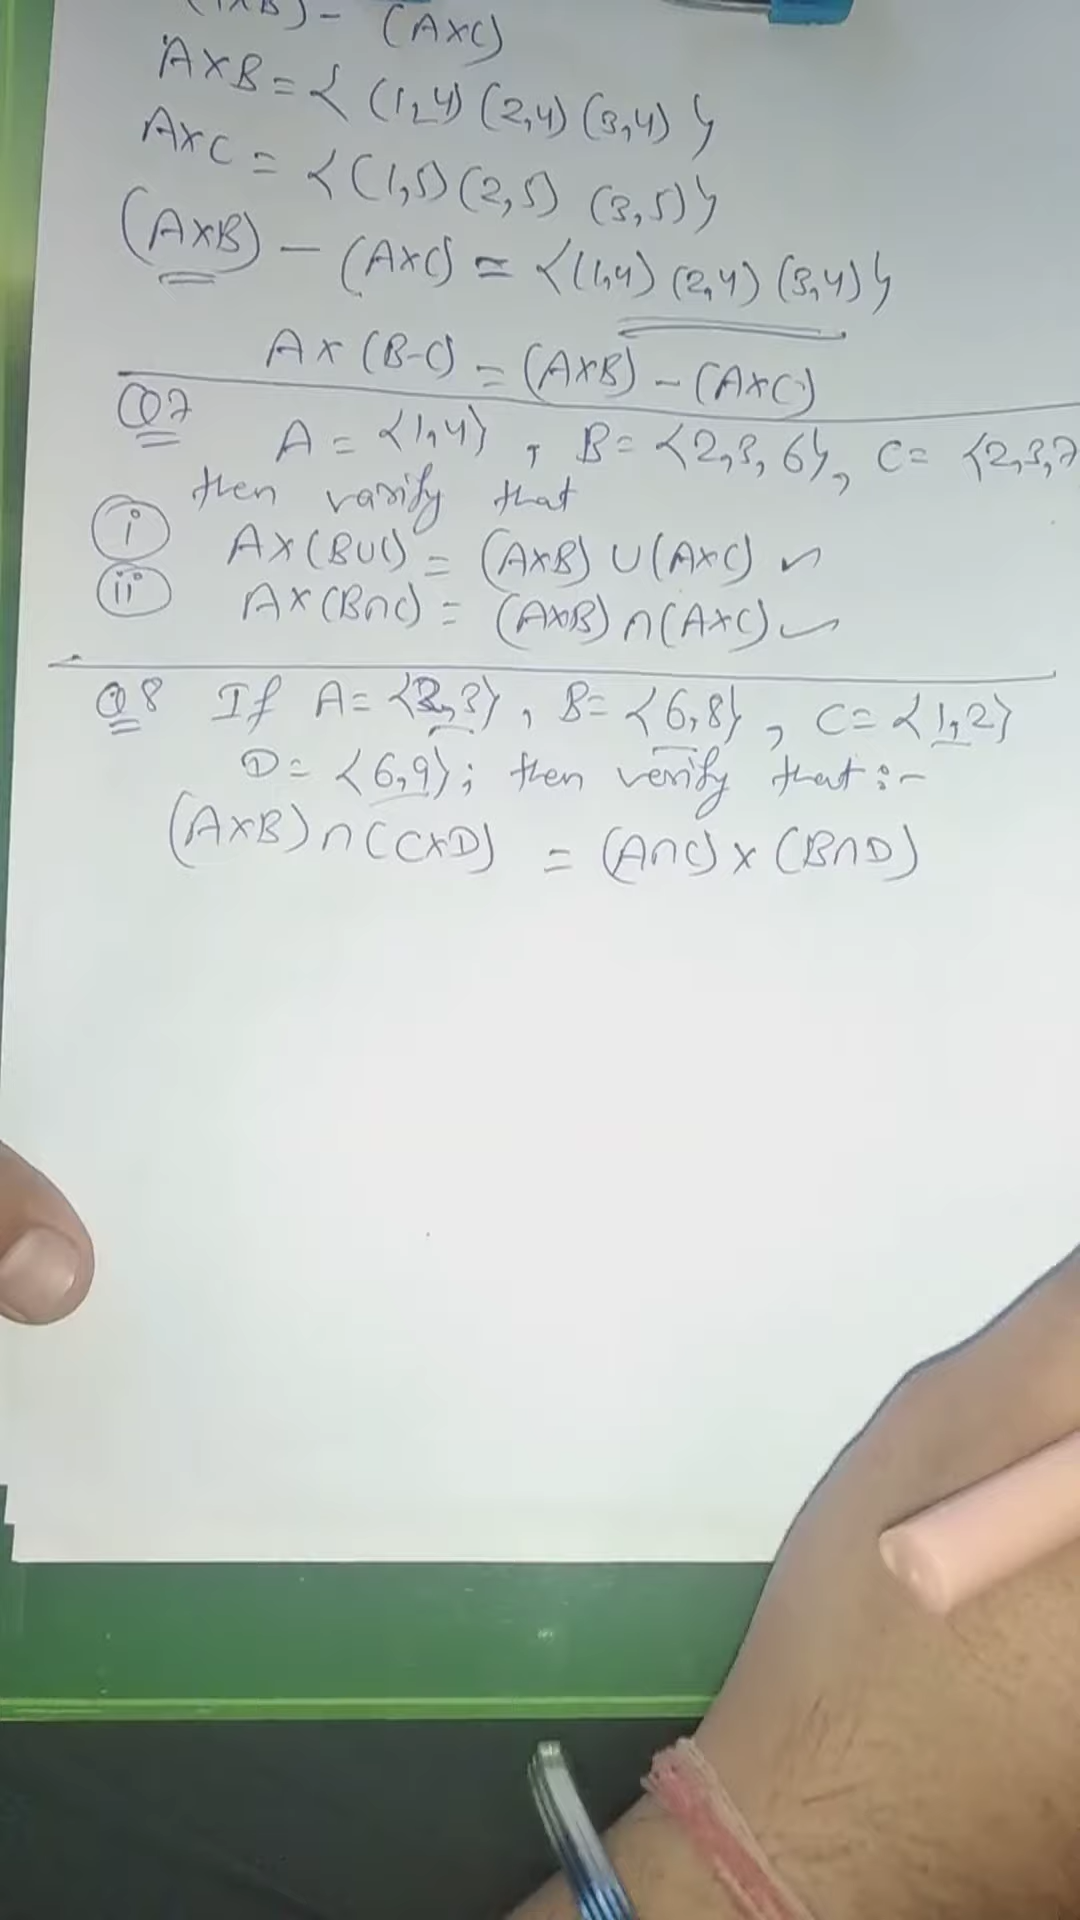 (A×B) - (A×C)
A×B = {(1,4) (2,4) (3,4)}
A×C = {(1,5) (2,5) (3,5)}
(A×B) - (A×C) = {(1,4) (2,4) (3,4)}
A×(B-C) = (A×B) - (A×C)
Q7 A = {1,4}, B = {2,3,6}, C = {2,3,7
then varify that
i A×(B∪C) = (A×B) ∪ (A×C)
ii A×(B∩C) = (A×B) ∩ (A×C)
Q8 If A = {2,3}, B = {6,8}, C = {1,2}
D = {6,9}; then verify that :-
(A×B) ∩ (C×D) = (A∩C) × (B∩D)